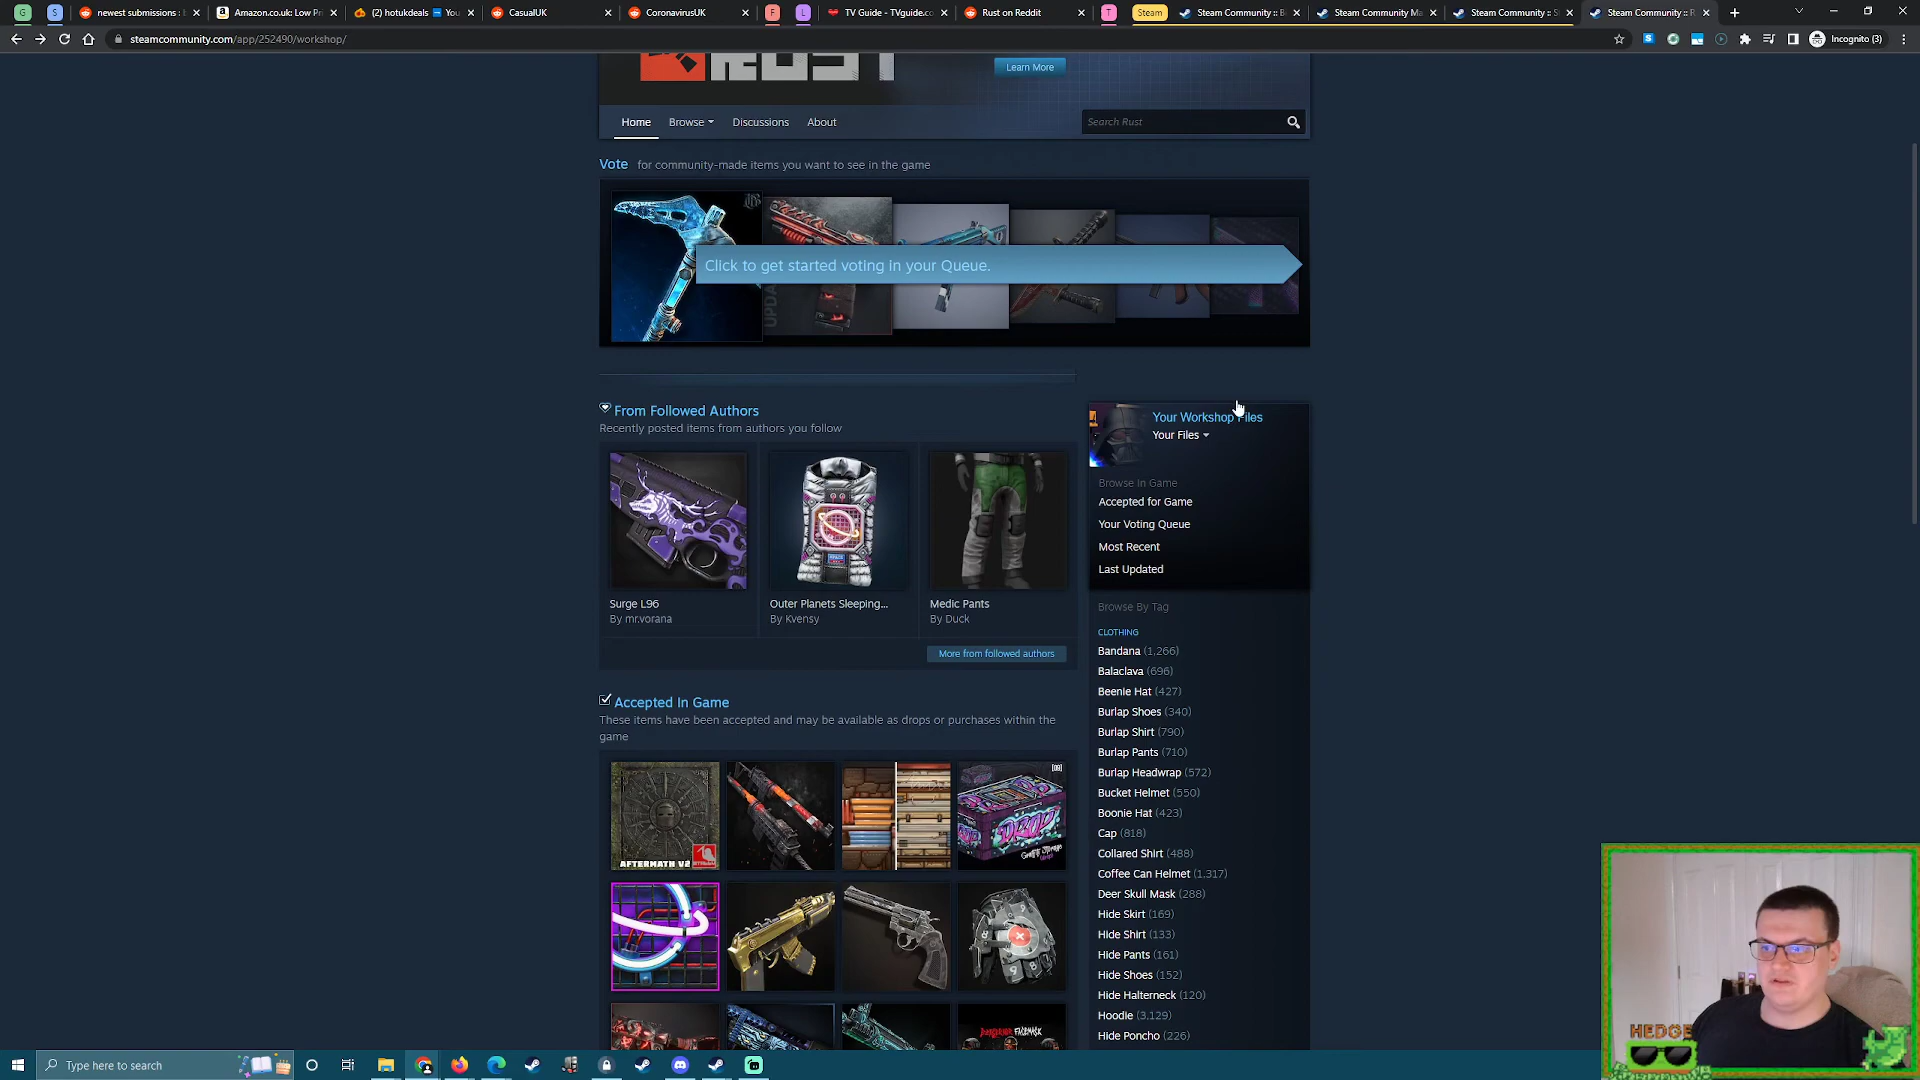 newest submissions :
Amazon.co.uk: Low Pr
(2) hotukdeals
You
CasualUK
CoronavirusUK
F
L
TV Guide - TVguide.co.
Rust on Reddit
T
Steam
Steam Community :: B
Steam Community Ma
Steam Community :: S
Steam Community :: R
G
S
steamcommunity.com/app/252490/workshop/
Incognito (3)
RUST
Learn More
Home
Browse
Discussions
About
Search Rust
Vote for community-made items you want to see in the game
Click to get started voting in your Queue.
From Followed Authors
Recently posted items from authors you follow
Surge L96
By mr.vorana
Outer Planets Sleeping...
By Kvensy
Medic Pants
By Duck
More from followed authors
Accepted In Game
These items have been accepted and may be available as drops or purchases within the
game
AFTERMATH V2
DROP
Your Workshop Files
Your Files
Browse In Game
Accepted for Game
Your Voting Queue
Most Recent
Last Updated
Browse By Tag
CLOTHING
Bandana (1,266)
Balaclava (696)
Beenie Hat (427)
Burlap Shoes (340)
Burlap Shirt (790)
Burlap Pants (710)
Burlap Headwrap (572)
Bucket Helmet (550)
Boonie Hat (423)
Cap (818)
Collared Shirt (488)
Coffee Can Helmet (1,317)
Deer Skull Mask (288)
Hide Skirt (169)
Hide Shirt (133)
Hide Pants (161)
Hide Shoes (152)
Hide Halterneck (120)
Hoodie (3,129)
Hide Poncho (226)
HEDGE
Type here to search